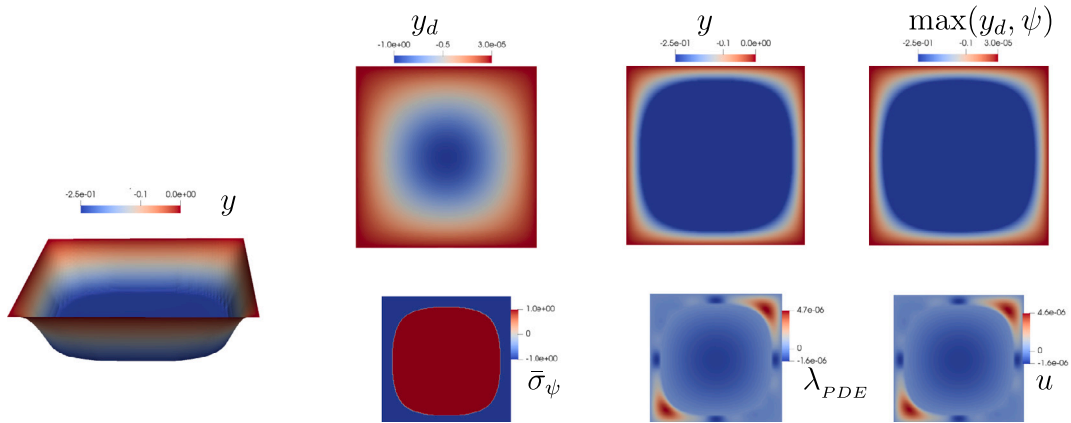 y_d
-1.0e+00 -0.5 3.0e-05
y
-2.5e-01 -0.1 0.0e+00
max(y_d, ψ)
-2.5e-01 -0.1 3.0e-05
-2.5e-01 -0.1 0.0e+00
y
1.0e+00
0
-1.0e+00
σ̄_ψ
4.7e-06
0
-1.6e-06
λ_PDE
4.6e-06
0
-1.6e-06
u